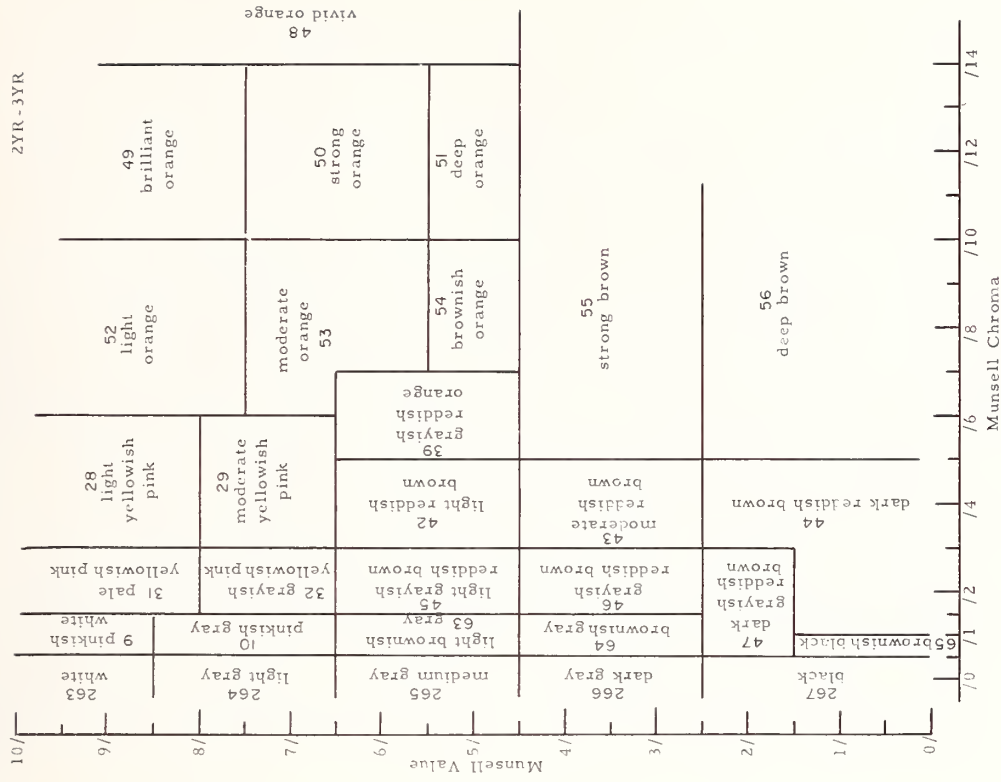 2YR - 3YR
48
vivid orange
49
brilliant
orange
50
strong
orange
51
deep
orange
52
light
orange
moderate
orange
53
54
brownish
orange
55
strong brown
56
deep brown
28
light
yellowish
pink
29
moderate
yellowish
pink
39
grayish
reddish
orange
42
light reddish
brown
43
moderate
reddish
brown
44
dark reddish brown
31 pale
yellowish pink
32 grayish
yellowish pink
45
light grayish
reddish brown
46
grayish
reddish brown
47
dark
grayish
reddish
brown
9 pinkish
white
10
pinkish gray
63
light brownish
gray
64
brownish gray
65 brownish black
263
white
264
light gray
265
medium gray
266
dark gray
267
black
10/
9/
8/
7/
6/
5/
4/
3/
2/
1/
0/
Munsell Value
/0
/1
/2
/4
/6
/8
/10
/12
/14
Munsell Chroma